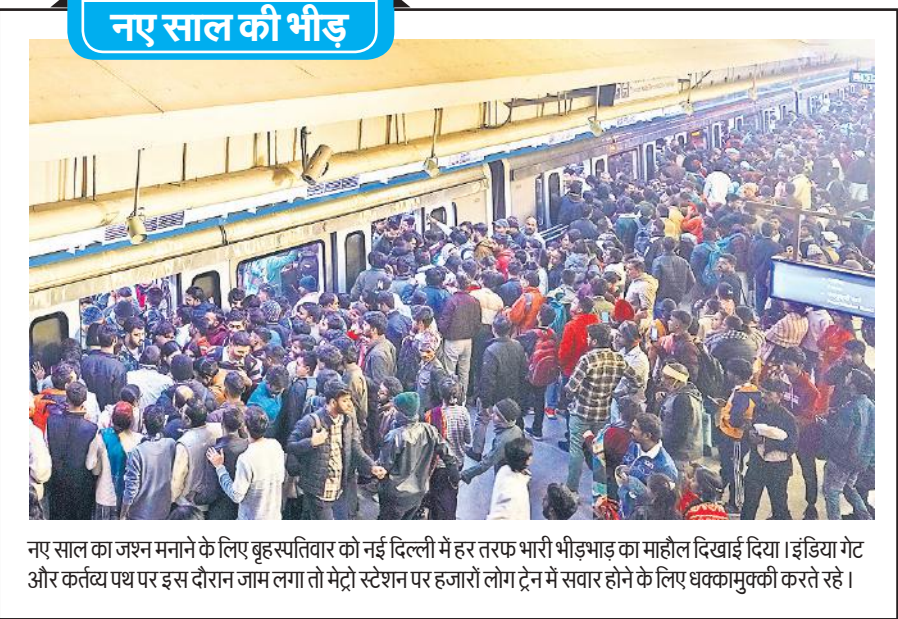 नए साल की भीड़
नए साल का जश्न मनाने के लिए बृहस्पतिवार को नई दिल्ली में हर तरफ भारी भीड़भाड़ का माहौल दिखाई दिया। इंडिया गेट
और कर्तव्य पथ पर इस दौरान जाम लगा तो मेट्रो स्टेशन पर हजारों लोग ट्रेन में सवार होने के लिए धक्कामुक्की करते रहे।